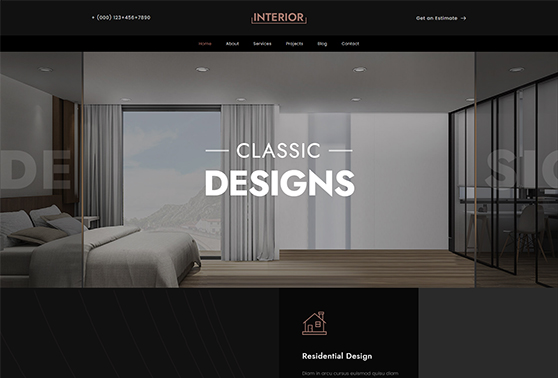 + (000) 123+456+7890
INTERIOR
Get an Estimate →
Home About Services Projects Blog Contact
DE
SIG
CLASSIC
DESIGNS
Residential Design
Diam in arcu cursus euismod quisu diam